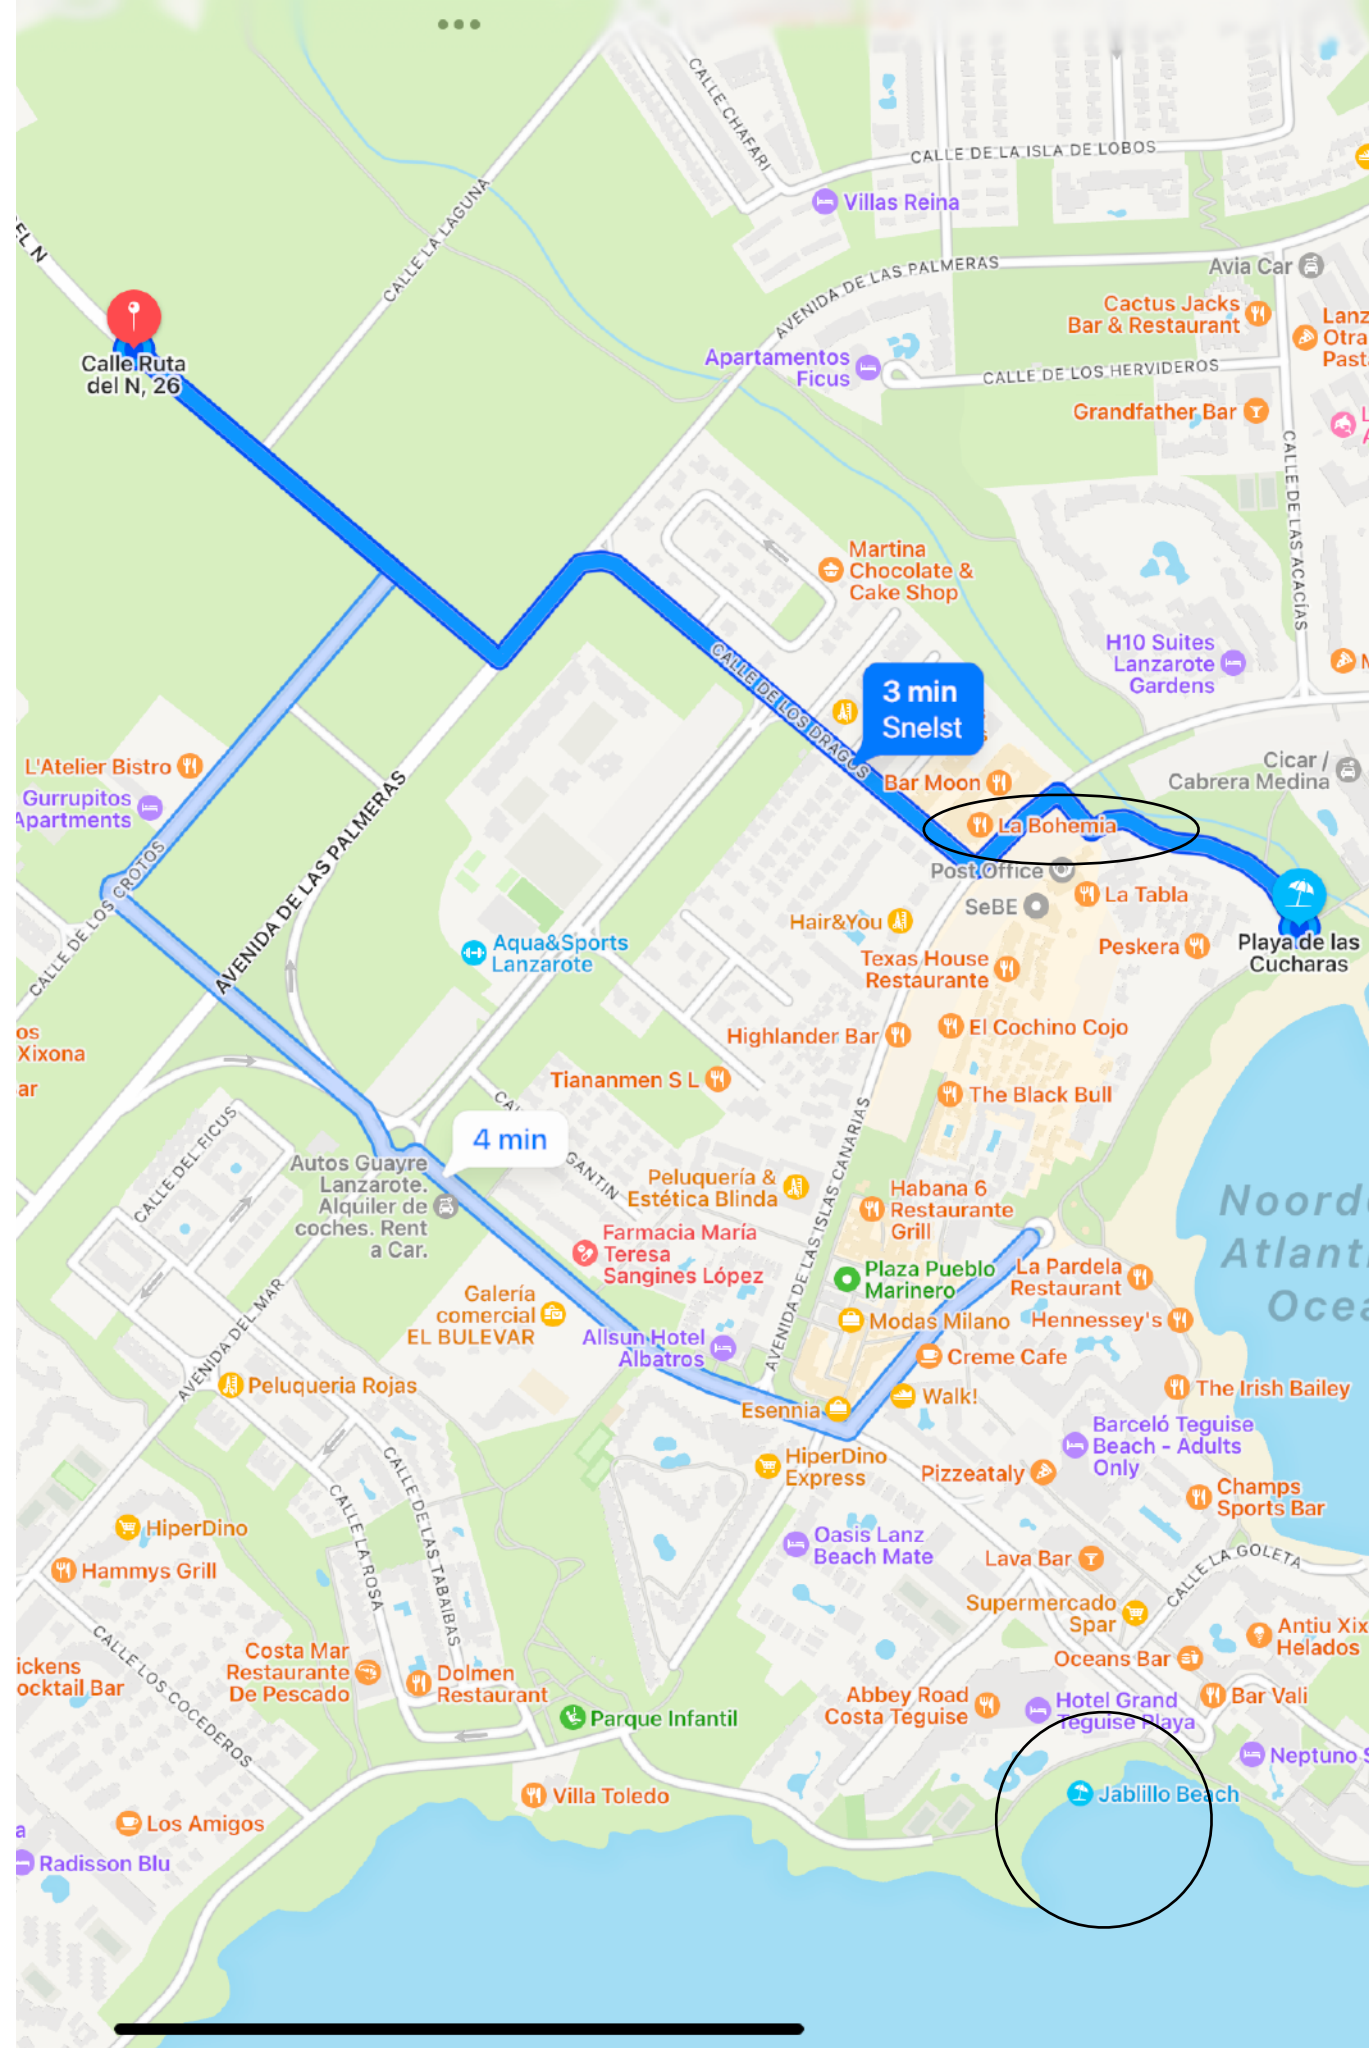 CALLE CHAFARI
CALLE DE LA ISLA DE LOBOS
Villas Reina
CALLE LA LAGUNA
EL N
AVENIDA DE LAS PALMERAS
Avia Car
Cactus Jacks
Bar & Restaurant
Lanz
Otra
Past
Calle Ruta
del N, 26
Apartamentos
Ficus
CALLE DE LOS HERVIDEROS
Grandfather Bar
CALLE DE LAS ACACIAS
Martina
Chocolate &
Cake Shop
H10 Suites
Lanzarote
Gardens
CALLE DE LOS DRAGOS
3 min
Snelst
L'Atelier Bistro
Gurrupitos
Apartments
Bar Moon
Cicar /
Cabrera Medina
La Bohemia
Post Office
SeBE
La Tabla
CALLE DE LOS CROTOS
AVENIDA DE LAS PALMERAS
Hair&You
Peskera
Playa de las
Cucharas
Aqua&Sports
Lanzarote
Texas House
Restaurante
os
Xixona
ar
Highlander Bar
El Cochino Cojo
Tiananmen S L
The Black Bull
CALLE DEL FICUS
4 min
CAL
GANTIN
AVENIDA DE LAS ISLAS CANARIAS
Autos Guayre
Lanzarote.
Alquiler de
coches. Rent
a Car.
Peluquería &
Estética Blinda
Habana 6
Restaurante
Grill
Noord
Atlant
Ocea
Farmacia María
Teresa
Sangines López
Plaza Pueblo
Marinero
La Pardela
Restaurant
Galería
comercial
EL BULEVAR
Modas Milano
Hennessey's
Allsun Hotel
Albatros
Creme Cafe
AVENIDA DEL MAR
Peluqueria Rojas
Esennia
Walk!
The Irish Bailey
Barceló Teguise
Beach - Adults
Only
HiperDino
Express
Pizzeataly
Champs
Sports Bar
CALLE LA ROSA
CALLE DE LAS TABAIBAS
HiperDino
Oasis Lanz
Beach Mate
Lava Bar
CALLE LA GOLETA
Hammys Grill
Supermercado
Spar
Antiu Xix
Helados
CALLE LOS COCEDEROS
Costa Mar
Restaurante
De Pescado
Dolmen
Restaurant
Oceans Bar
ickens
ocktail Bar
Abbey Road
Costa Teguise
Hotel Grand
Teguise Playa
Bar Vali
Parque Infantil
Neptuno S
Villa Toledo
Jablillo Beach
Los Amigos
a
Radisson Blu